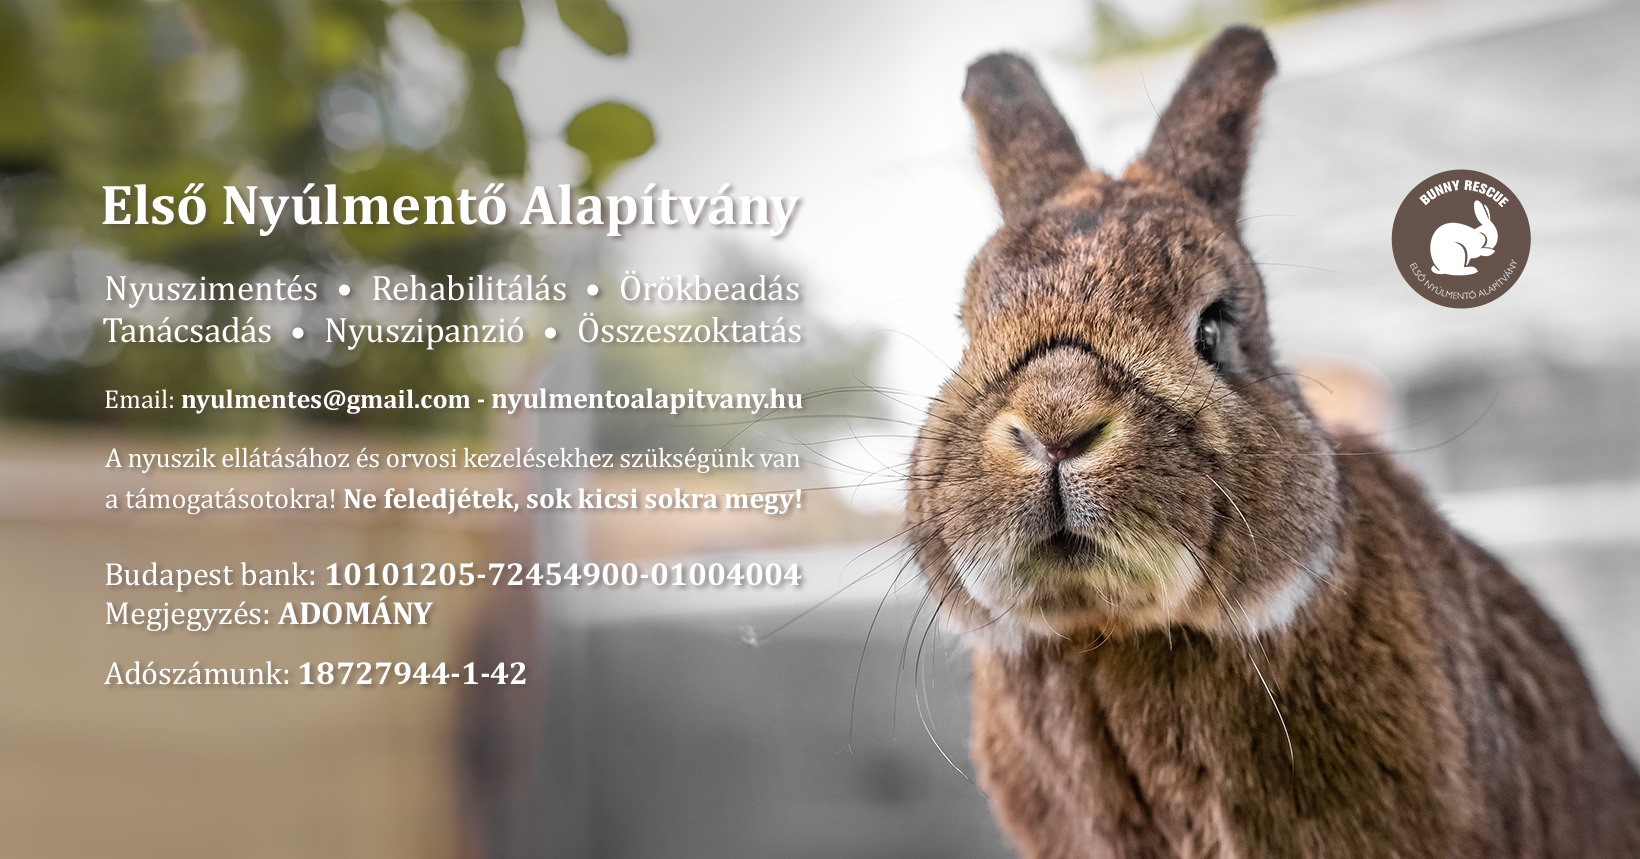 Első Nyúlmentő Alapítvány
Nyuszimentés • Rehabilitálás • Örökbeadás
Tanácsadás • Nyuszipanzió • Összeszoktatás
Email: nyulmentes@gmail.com - nyulmentoalapitvany.hu
A nyuszik ellátásához és orvosi kezelésekhez szükségünk van
a támogatásotokra! Ne feledjétek, sok kicsi sokra megy!
Budapest bank: 10101205-72454900-01004004
Megjegyzés: ADOMÁNY
Adószámunk: 18727944-1-42
BUNNY RESCUE
ELSŐ NYÚLMENTŐ ALAPÍTVÁNY